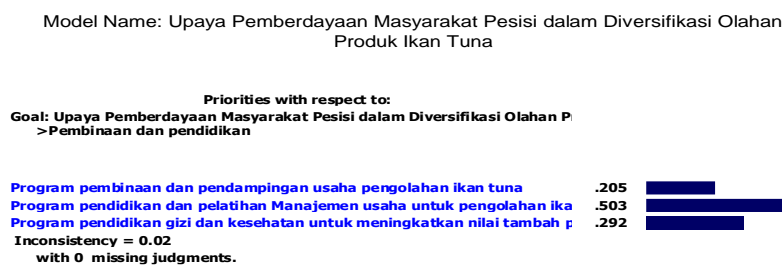 Model Name: Upaya Pemberdayaan Masyarakat Pesisi dalam Diversifikasi Olahan
Produk Ikan Tuna
Priorities with respect to:
Goal: Upaya Pemberdayaan Masyarakat Pesisi dalam Diversifikasi Olahan P
>Pembinaan dan pendidikan
Program pembinaan dan pendampingan usaha pengolahan ikan tuna .205
Program pendidikan dan pelatihan Manajemen usaha untuk pengolahan ika .503
Program pendidikan gizi dan kesehatan untuk meningkatkan nilai tambah p .292
Inconsistency = 0.02
with 0 missing judgments.